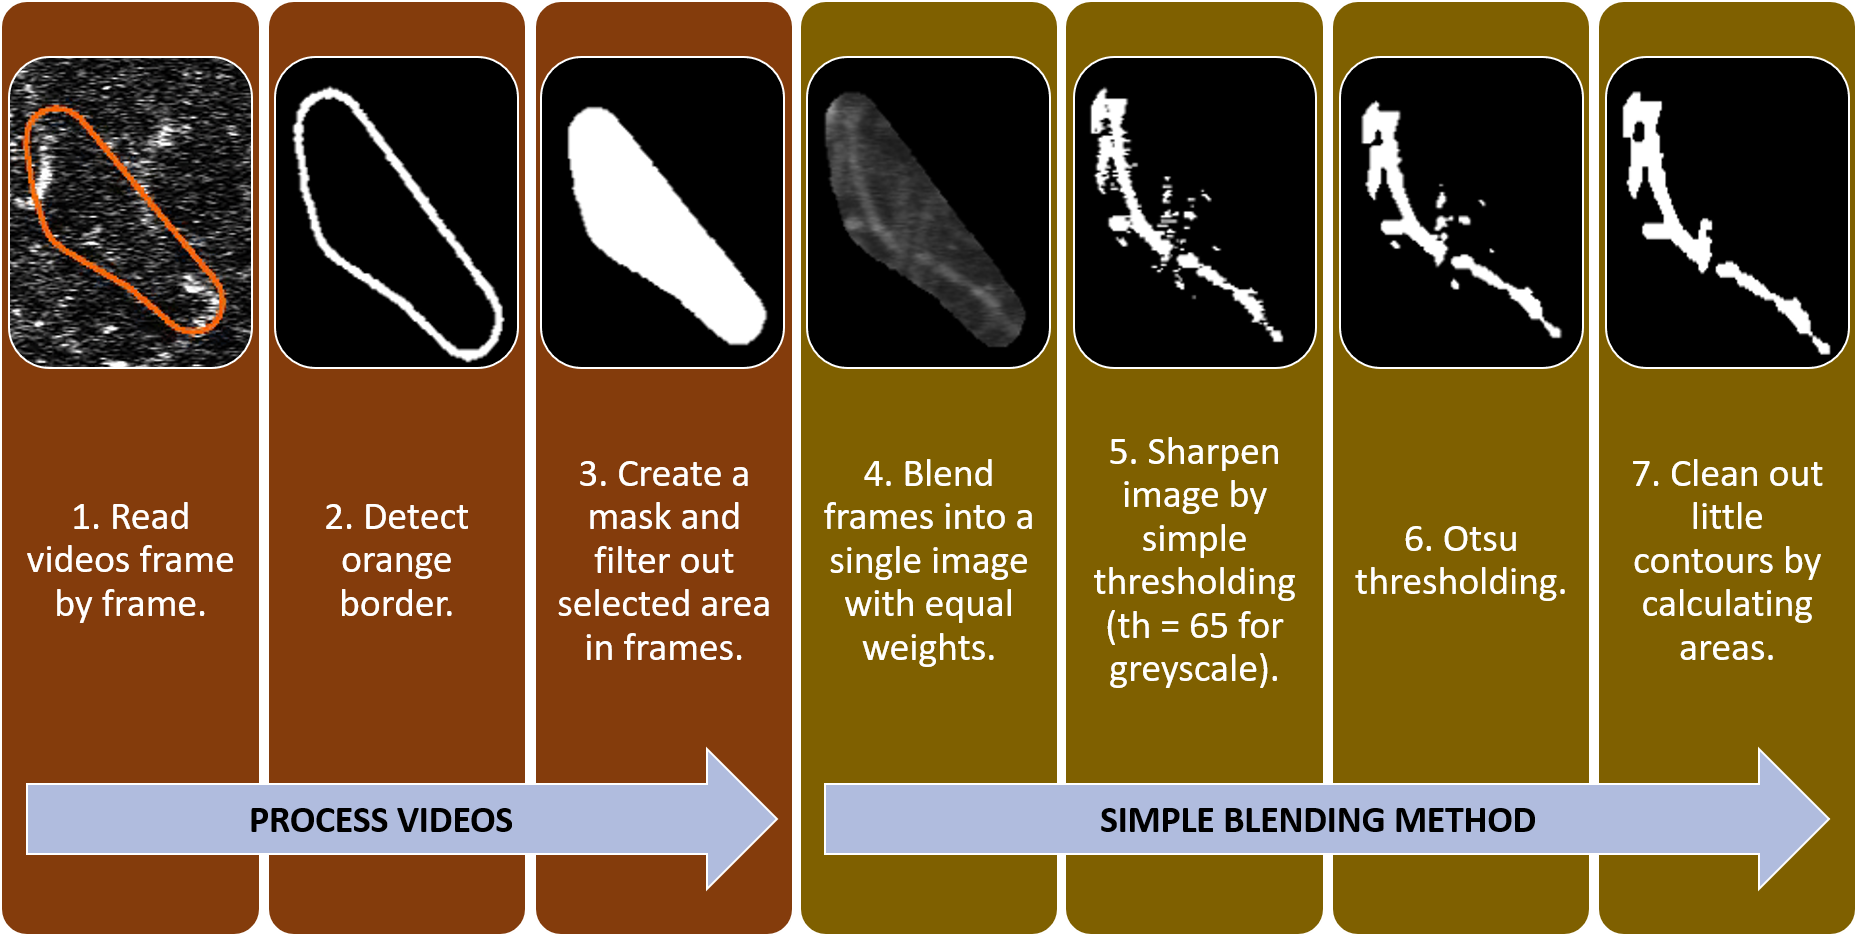 1. Read
videos frame
by frame.
2. Detect
orange
border.
3. Create a
mask and
filter out
selected area
in frames.
4. Blend
frames into a
single image
with equal
weights.
5. Sharpen
image by
simple
thresholding
(th = 65 for
greyscale).
6. Otsu
thresholding.
7. Clean out
little
contours by
calculating
areas.
PROCESS VIDEOS
SIMPLE BLENDING METHOD